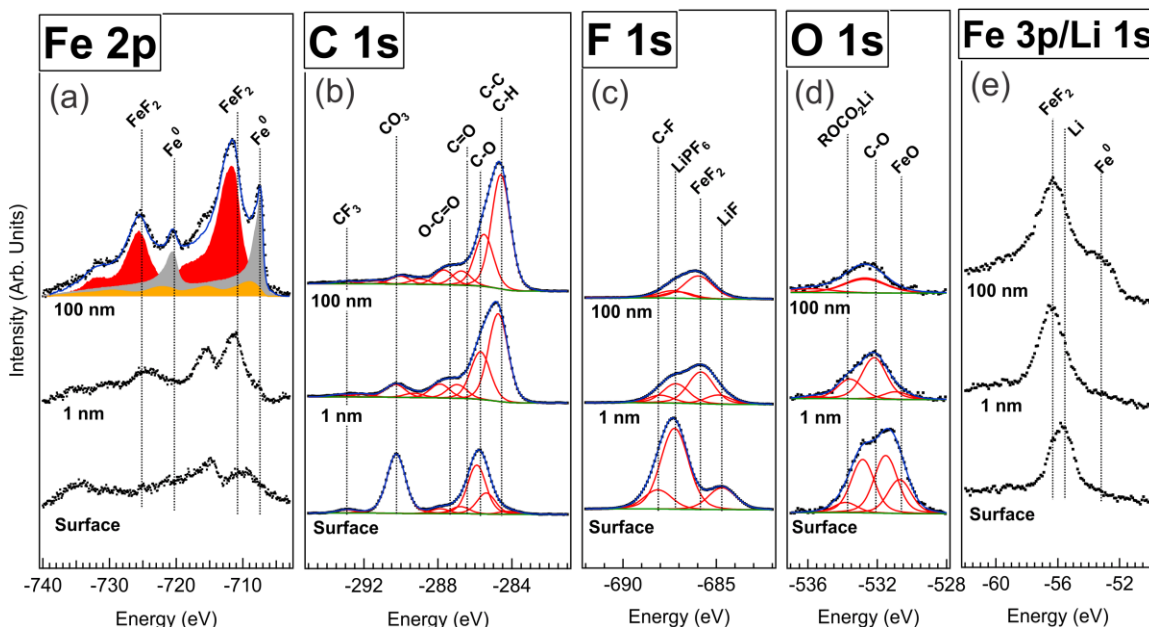 Fe 2p
C 1s
F 1s
O 1s
Fe 3p/Li 1s
Intensity (Arb. Units)
(a)
FeF₂
Fe⁰
FeF₂
Fe⁰
100 nm
1 nm
Surface
-740 -730 -720 -710
Energy (eV)
(b)
CF₃
CO₃
O-C=O
C=O
C-O
C-C
C-H
100 nm
1 nm
Surface
-292 -288 -284
Energy (eV)
(c)
C-F
LiPF₆
FeF₂
LiF
100 nm
1 nm
Surface
-690 -685
Energy (eV)
(d)
ROCO₂Li
C-O
FeO
100 nm
1 nm
Surface
-536 -532 -528
Energy (eV)
(e)
FeF₂
Li
Fe⁰
100 nm
1 nm
Surface
-60 -56 -52
Energy (eV)